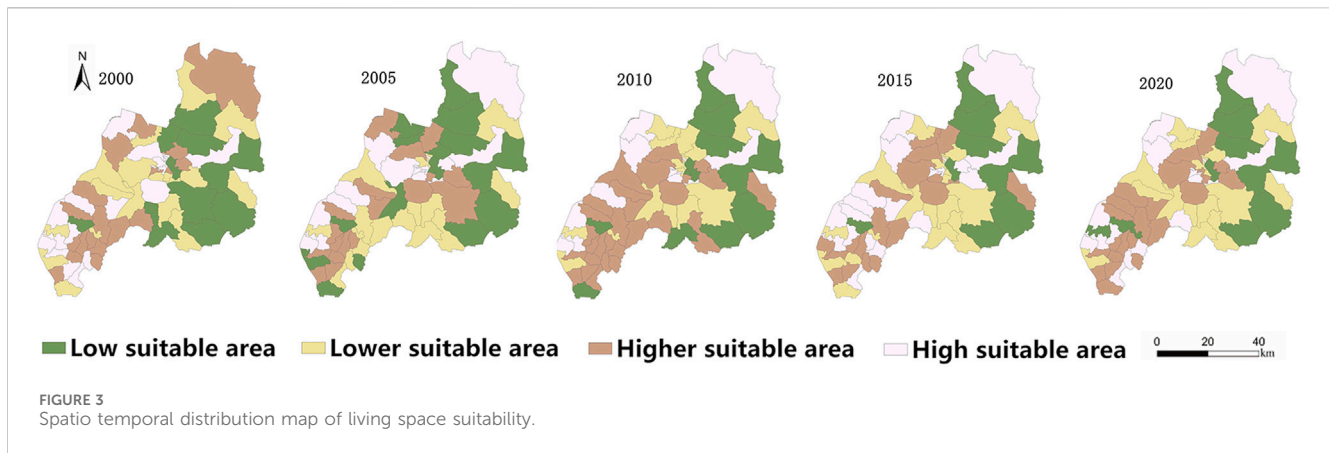 N
2000
2005
2010
2015
2020
Low suitable area
Lower suitable area
Higher suitable area
High suitable area
0 20 40
km
FIGURE 3
Spatio temporal distribution map of living space suitability.